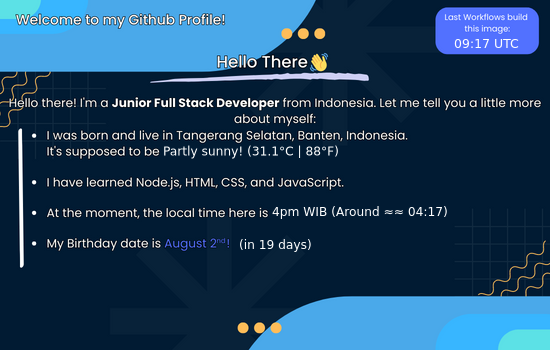 Welcome to my Github Profile!
Last Workflows build
this image:
09:17 UTC
Hello There👋
Hello there! I'm a Junior Full Stack Developer from Indonesia. Let me tell you a little more
about myself:
• I was born and live in Tangerang Selatan, Banten, Indonesia.
It's supposed to be Partly sunny! (31.1°C | 88°F)
• I have learned Node.js, HTML, CSS, and JavaScript.
• At the moment, the local time here is 4pm WIB (Around ≈≈ 04:17)
• My Birthday date is August 2ⁿᵈ! (in 19 days)